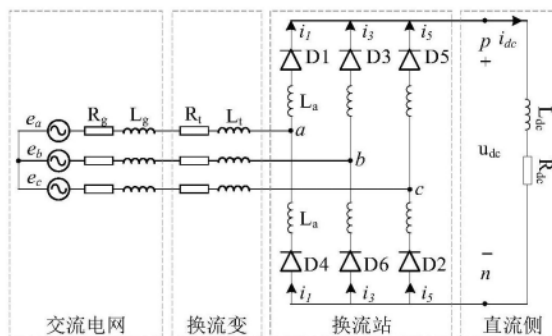 i1 i3 i5 p idc
+
D1 D3 D5
La Ldc
Rg Lg Rt Lt
ea a
eb b udc
ec c Rdc
La
D4 D6 D2 −
i1 i3 i5 n
交流电网 换流变 换流站 直流侧